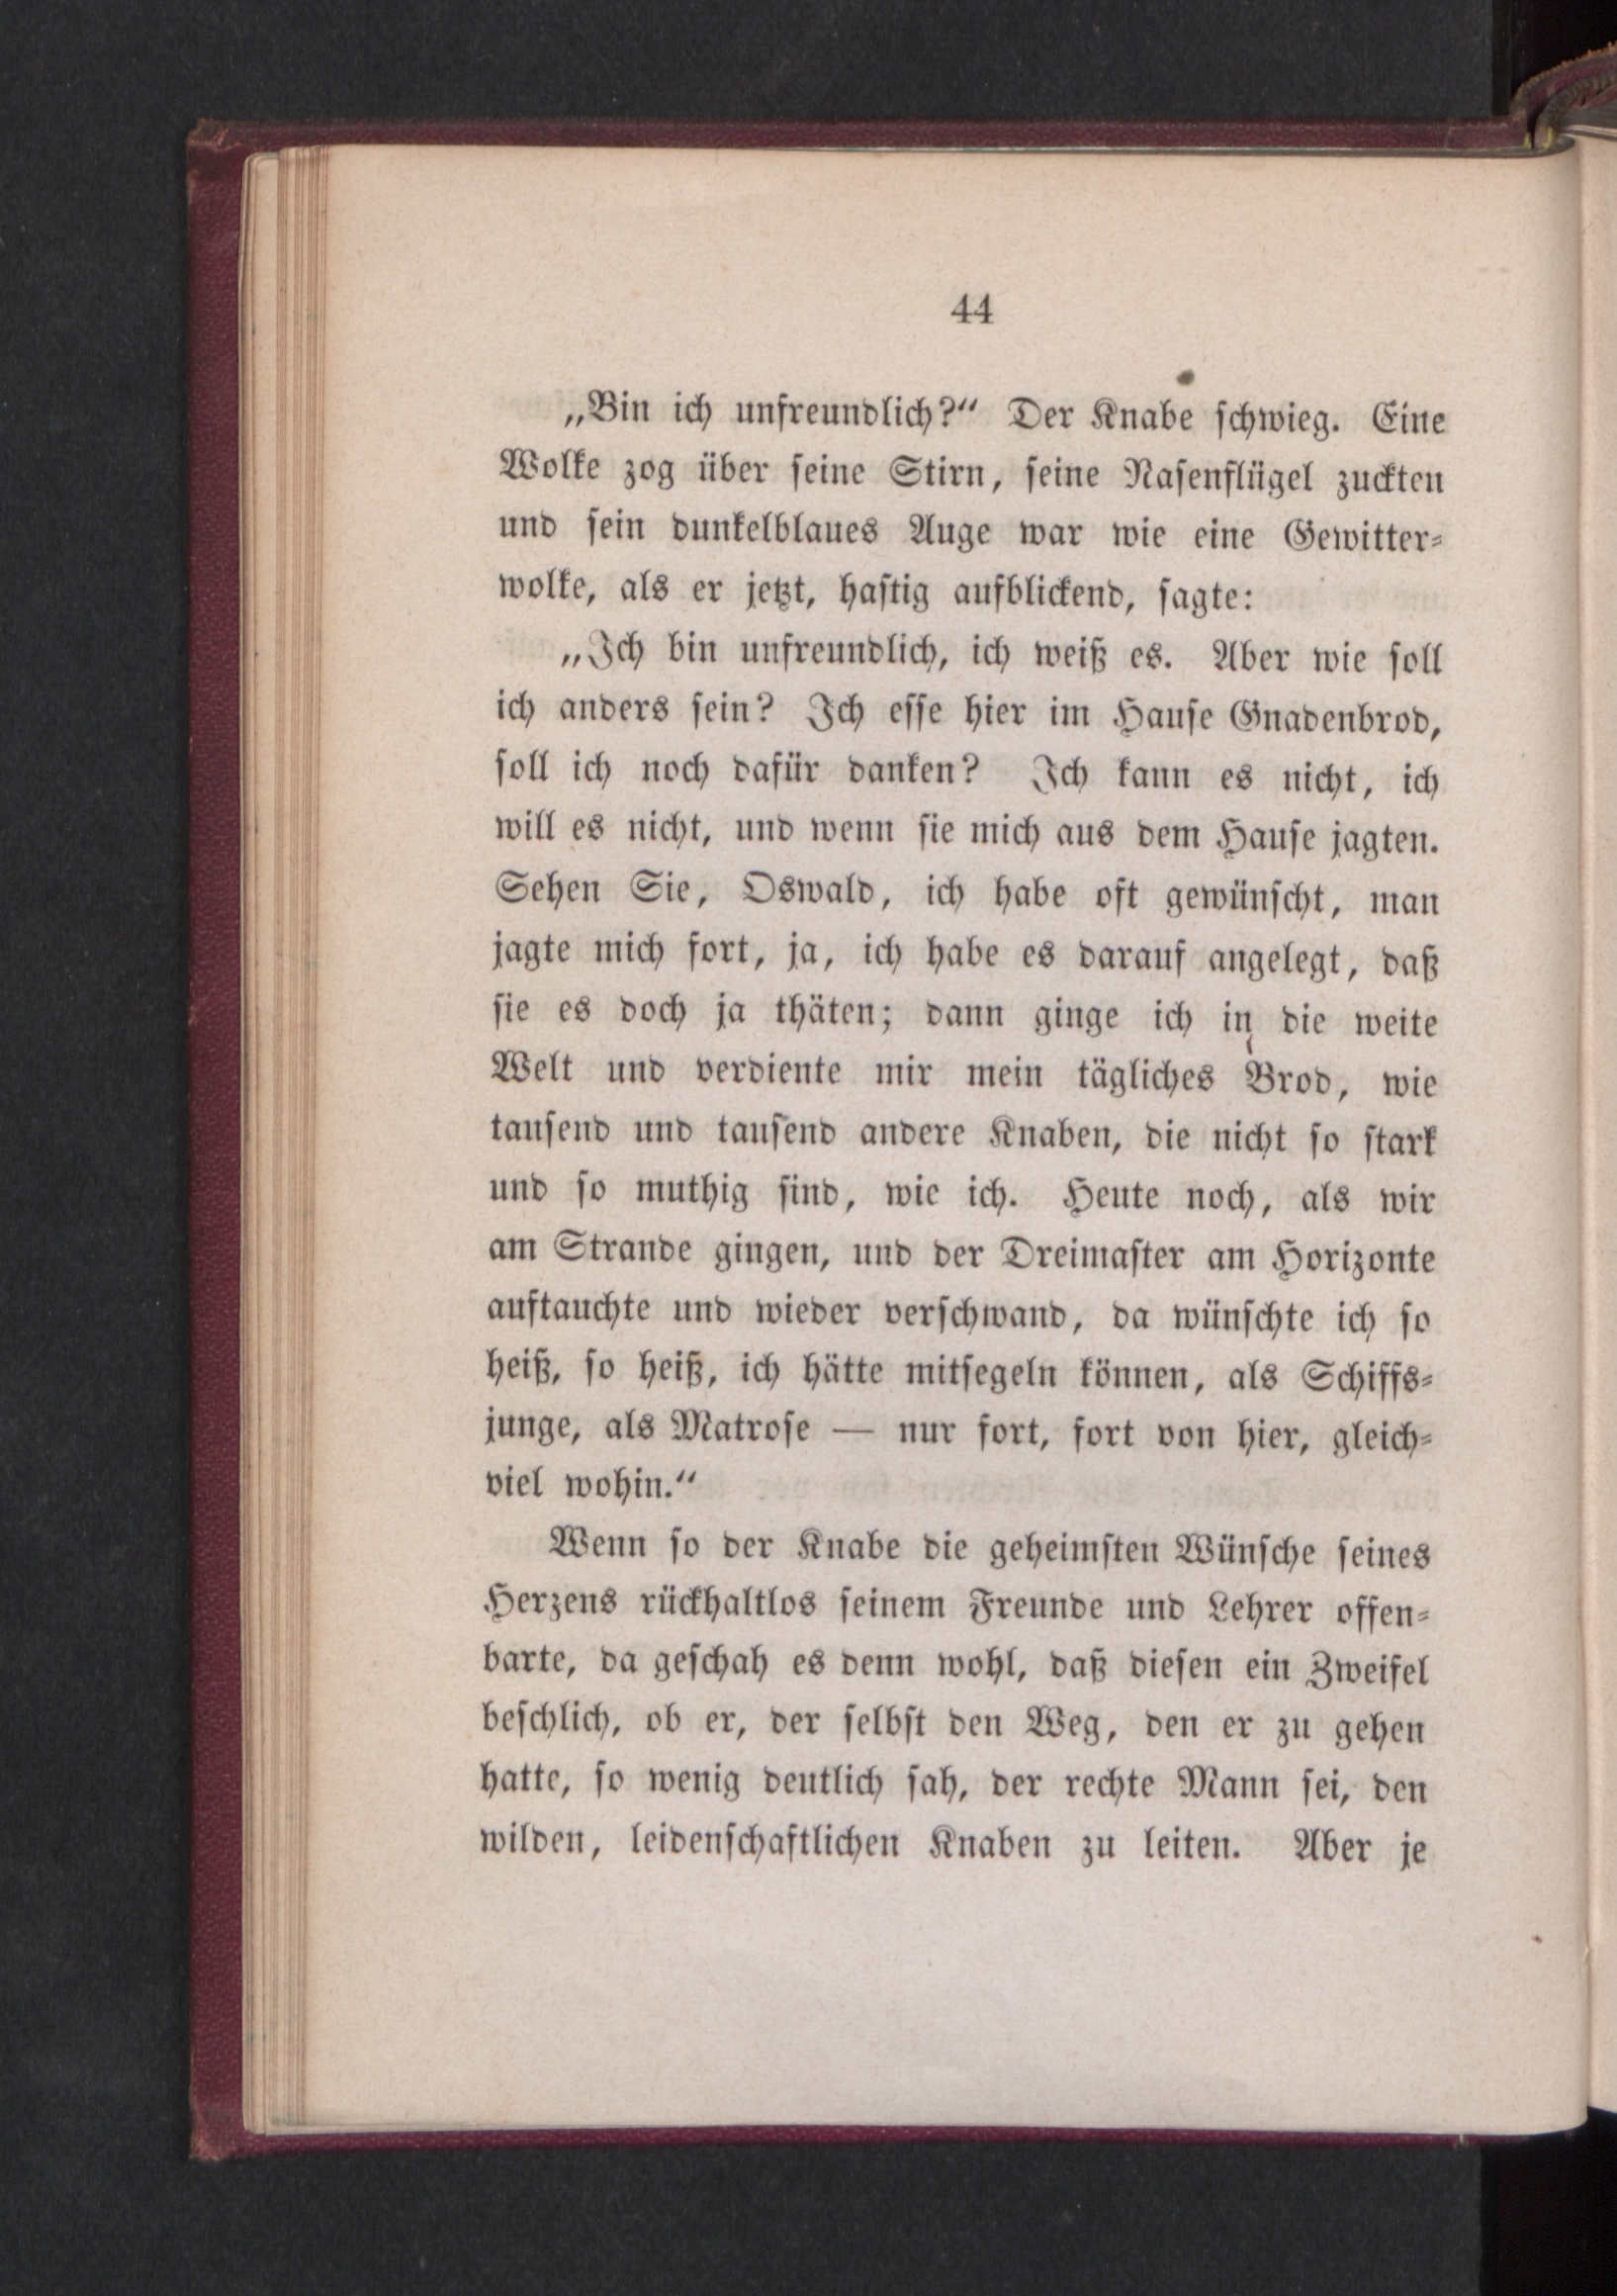 44
„Bin ich unfreundlich?“ Der Knabe schwieg. Eine
Wolke zog über seine Stirn, seine Nasenflügel zuckten
und sein dunkelblaues Auge war wie eine Gewitter-
wolke, als er jetzt, hastig aufblickend, sagte:
„Ich bin unfreundlich, ich weiß es. Aber wie soll
ich anders sein? Ich esse hier im Hause Gnadenbrod,
soll ich noch dafür danken? Ich kann es nicht, ich
will es nicht, und wenn sie mich aus dem Hause jagten.
Sehen Sie, Oswald, ich habe oft gewünscht, man
jagte mich fort, ja, ich habe es darauf angelegt, daß
sie es doch ja thäten; dann ginge ich in die weite
Welt und verdiente mir mein tägliches Brod, wie
tausend und tausend andere Knaben, die nicht so stark
und so muthig sind, wie ich. Heute noch, als wir
am Strande gingen, und der Dreimaster am Horizonte
auftauchte und wieder verschwand, da wünschte ich so
heiß, so heiß, ich hätte mitsegeln können, als Schiffs-
junge, als Matrose — nur fort, fort von hier, gleich-
viel wohin.“
Wenn so der Knabe die geheimsten Wünsche seines
Herzens rückhaltlos seinem Freunde und Lehrer offen-
barte, da geschah es denn wohl, daß diesen ein Zweifel
beschlich, ob er, der selbst den Weg, den er zu gehen
hatte, so wenig deutlich sah, der rechte Mann sei, den
wilden, leidenschaftlichen Knaben zu leiten. Aber je